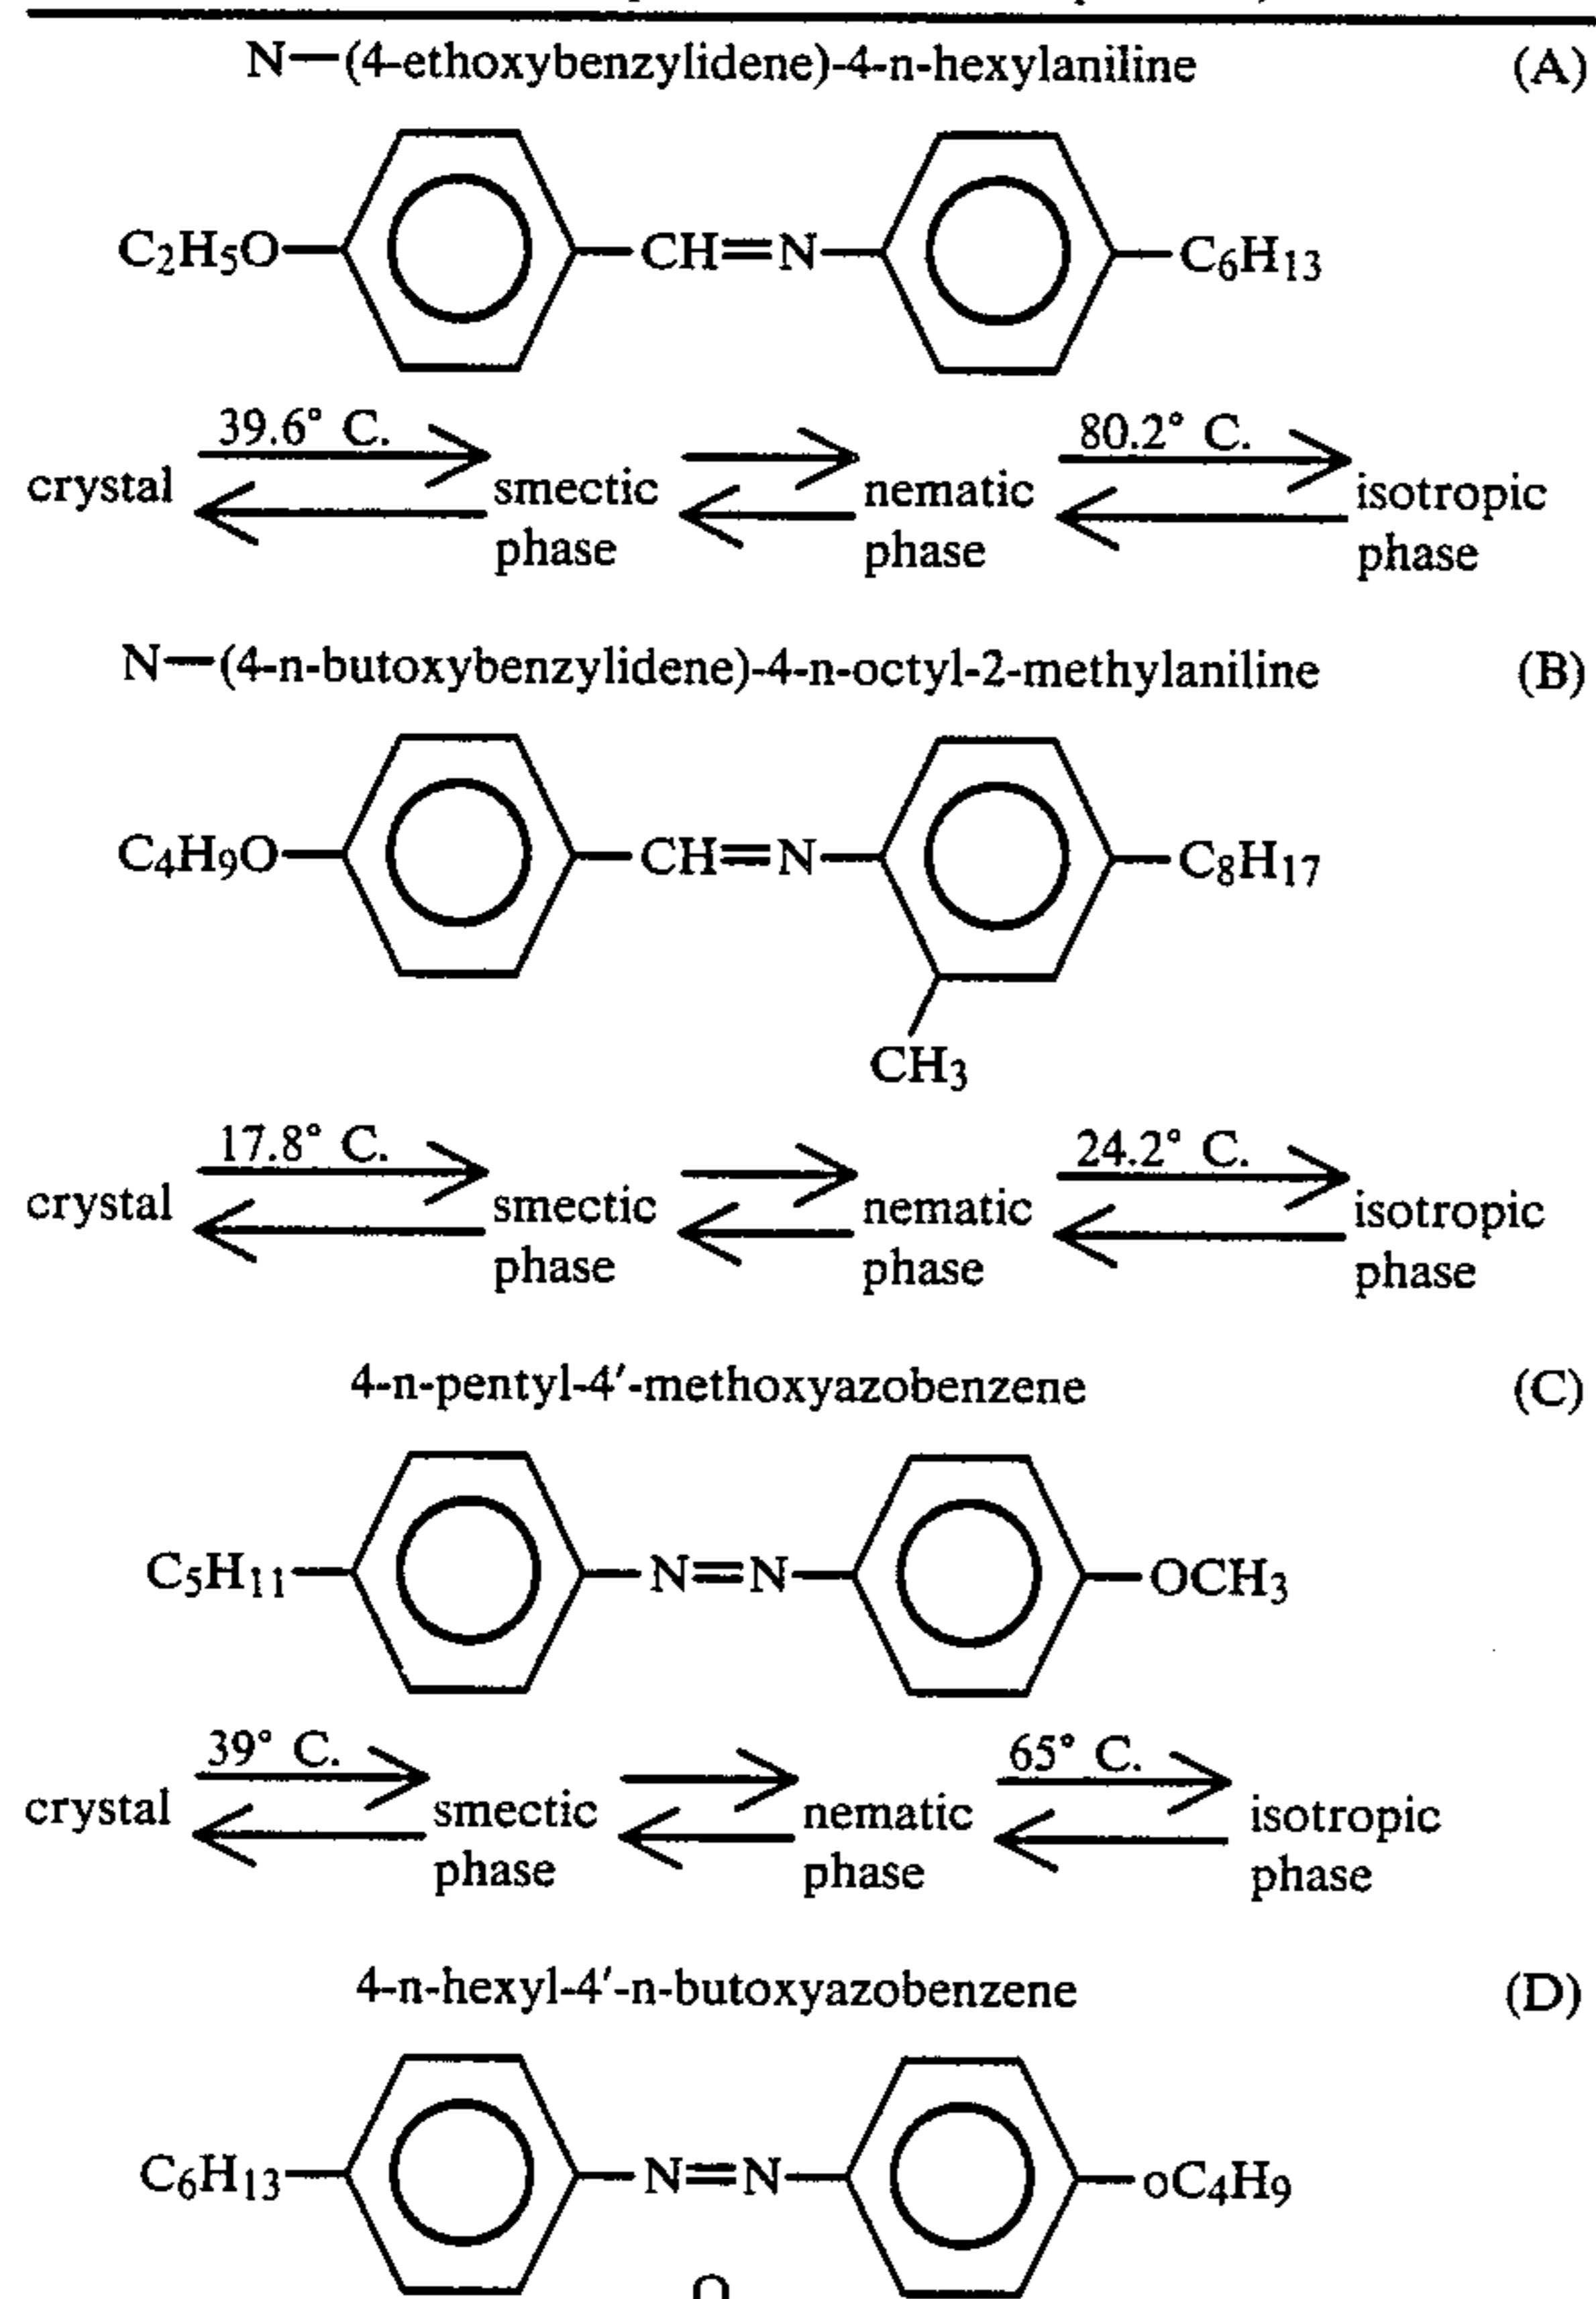 N—(4-ethoxybenzylidene)-4-n-hexylaniline (A)
C2H5O CH=N C6H13
39.6° C. 80.2° C.
crystal smectic phase nematic phase isotropic phase
N—(4-n-butoxybenzylidene)-4-n-octyl-2-methylaniline (B)
C4H9O CH=N C8H17
CH3
17.8° C. 24.2° C.
crystal smectic phase nematic phase isotropic phase
4-n-pentyl-4'-methoxyazobenzene (C)
C5H11 N=N OCH3
39° C. 65° C.
crystal smectic phase nematic phase isotropic phase
4-n-hexyl-4'-n-butoxyazobenzene (D)
C6H13 N=N oC4H9